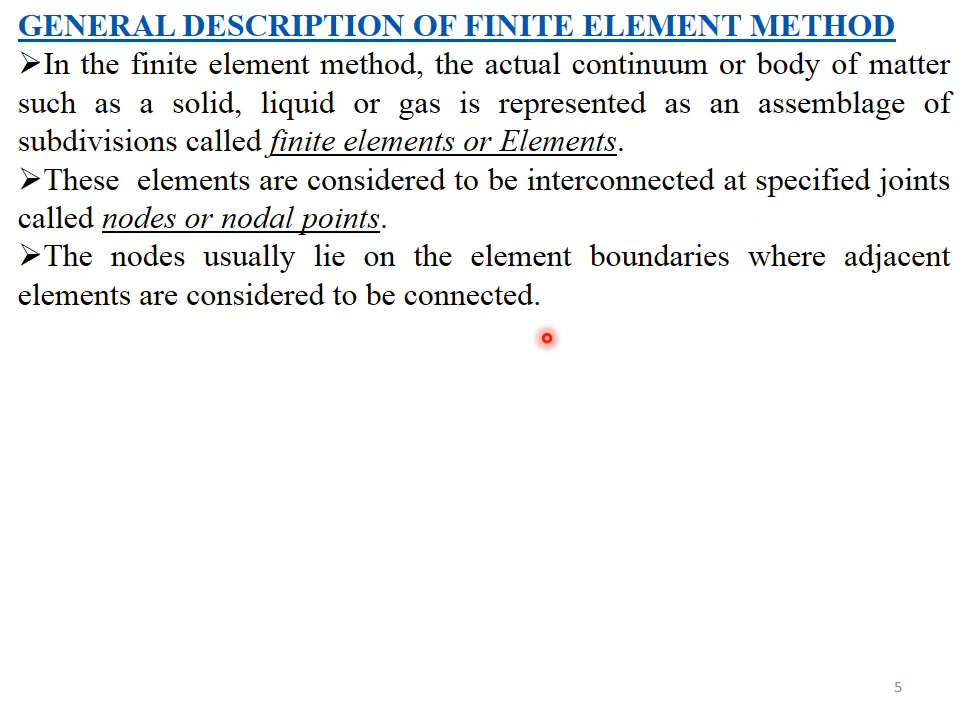 GENERAL DESCRIPTION OF FINITE ELEMENT METHOD
➢In the finite element method, the actual continuum or body of matter
such as a solid, liquid or gas is represented as an assemblage of
subdivisions called finite elements or Elements.
➢These elements are considered to be interconnected at specified joints
called nodes or nodal points.
➢The nodes usually lie on the element boundaries where adjacent
elements are considered to be connected.
5